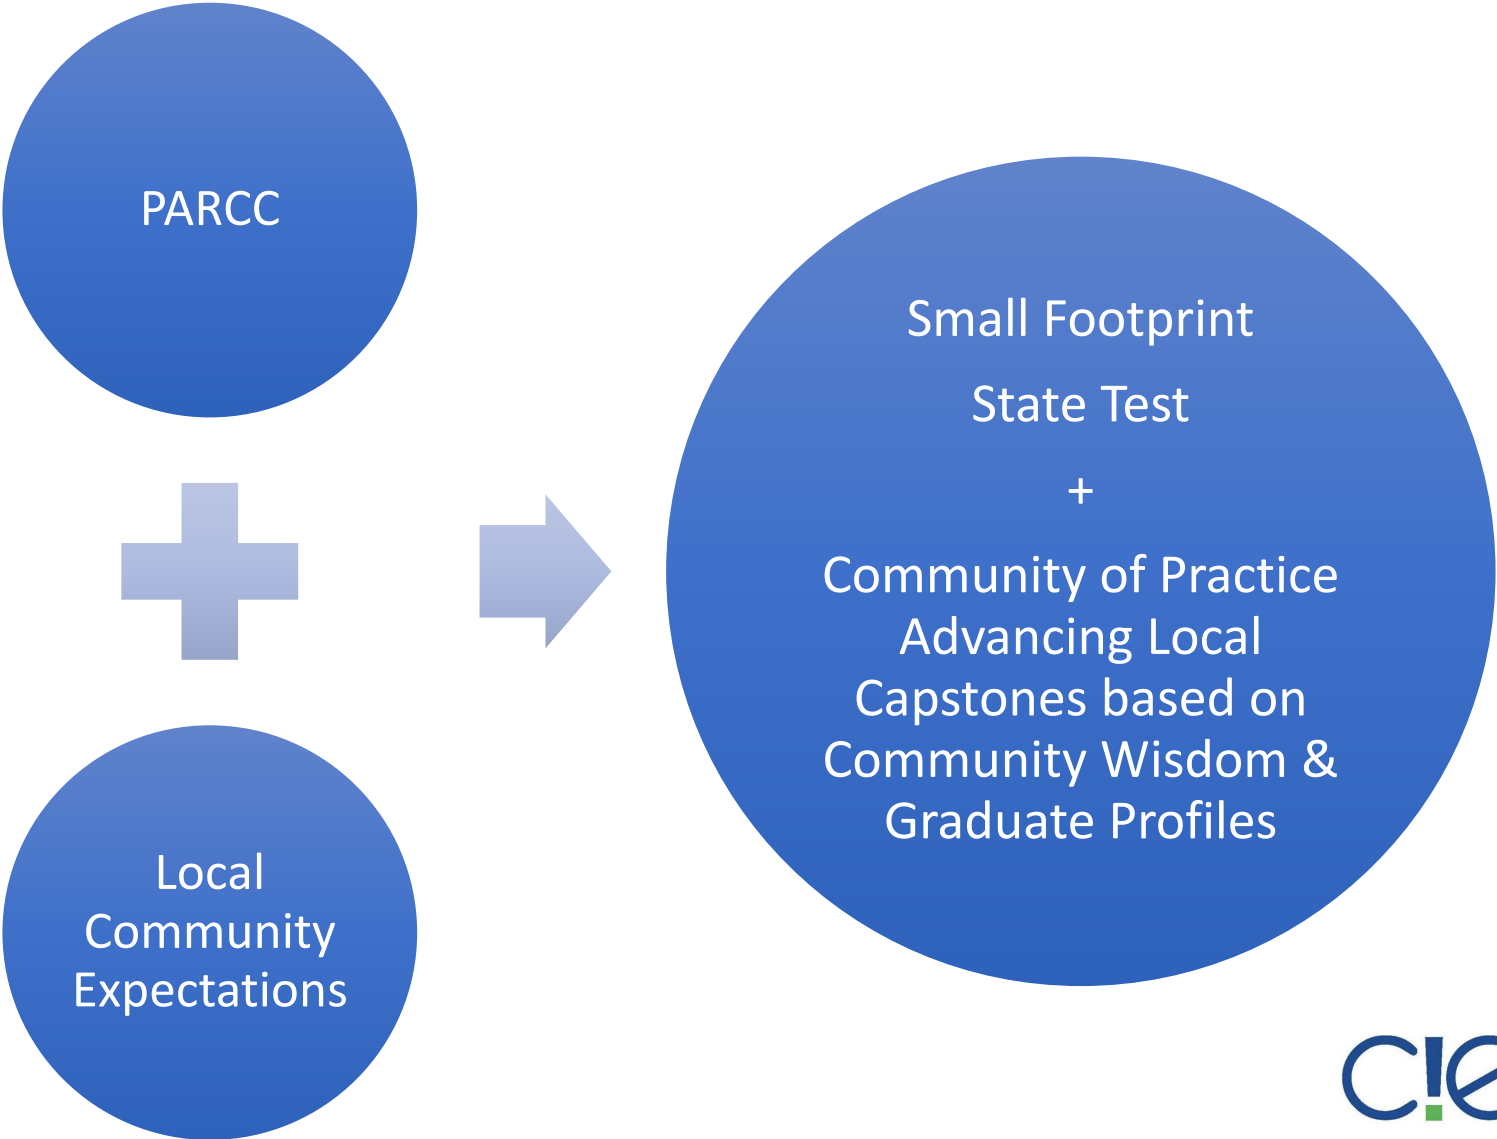 PARCC
Local
Community
Expectations
Small Footprint
State Test
+
Community of Practice
Advancing Local
Capstones based on
Community Wisdom &
Graduate Profiles
c!e